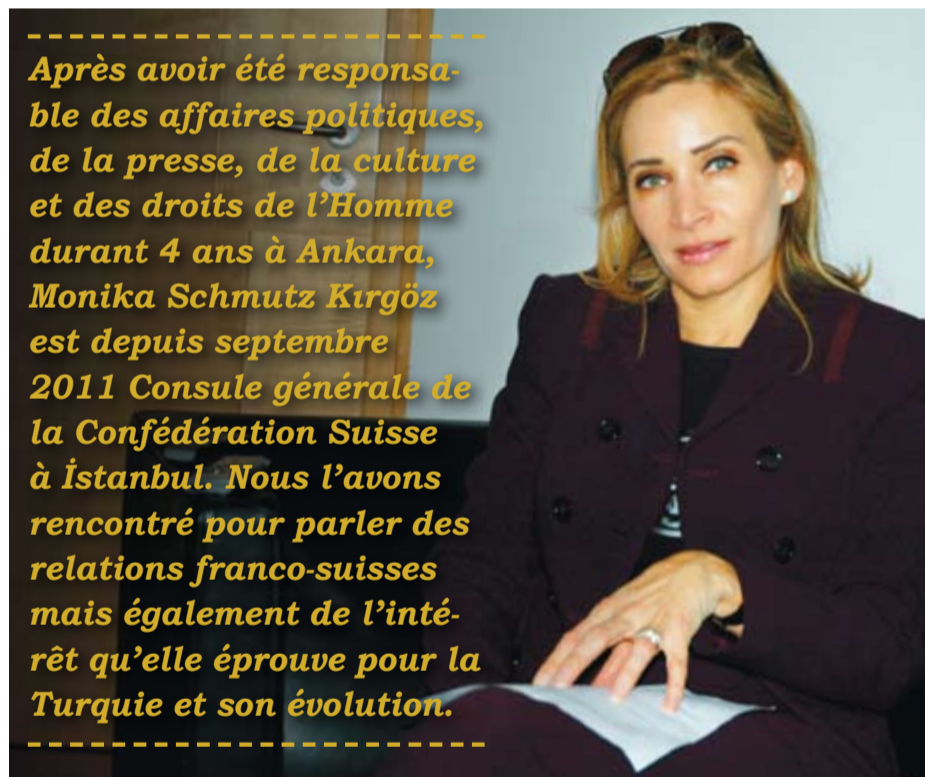 Après avoir été responsa-
ble des affaires politiques,
de la presse, de la culture
et des droits de l'Homme
durant 4 ans à Ankara,
Monika Schmutz Kırgöz
est depuis septembre
2011 Consule générale de
la Confédération Suisse
à İstanbul. Nous l'avons
rencontré pour parler des
relations franco-suisses
mais également de l'inté-
rêt qu'elle éprouve pour la
Turquie et son évolution.